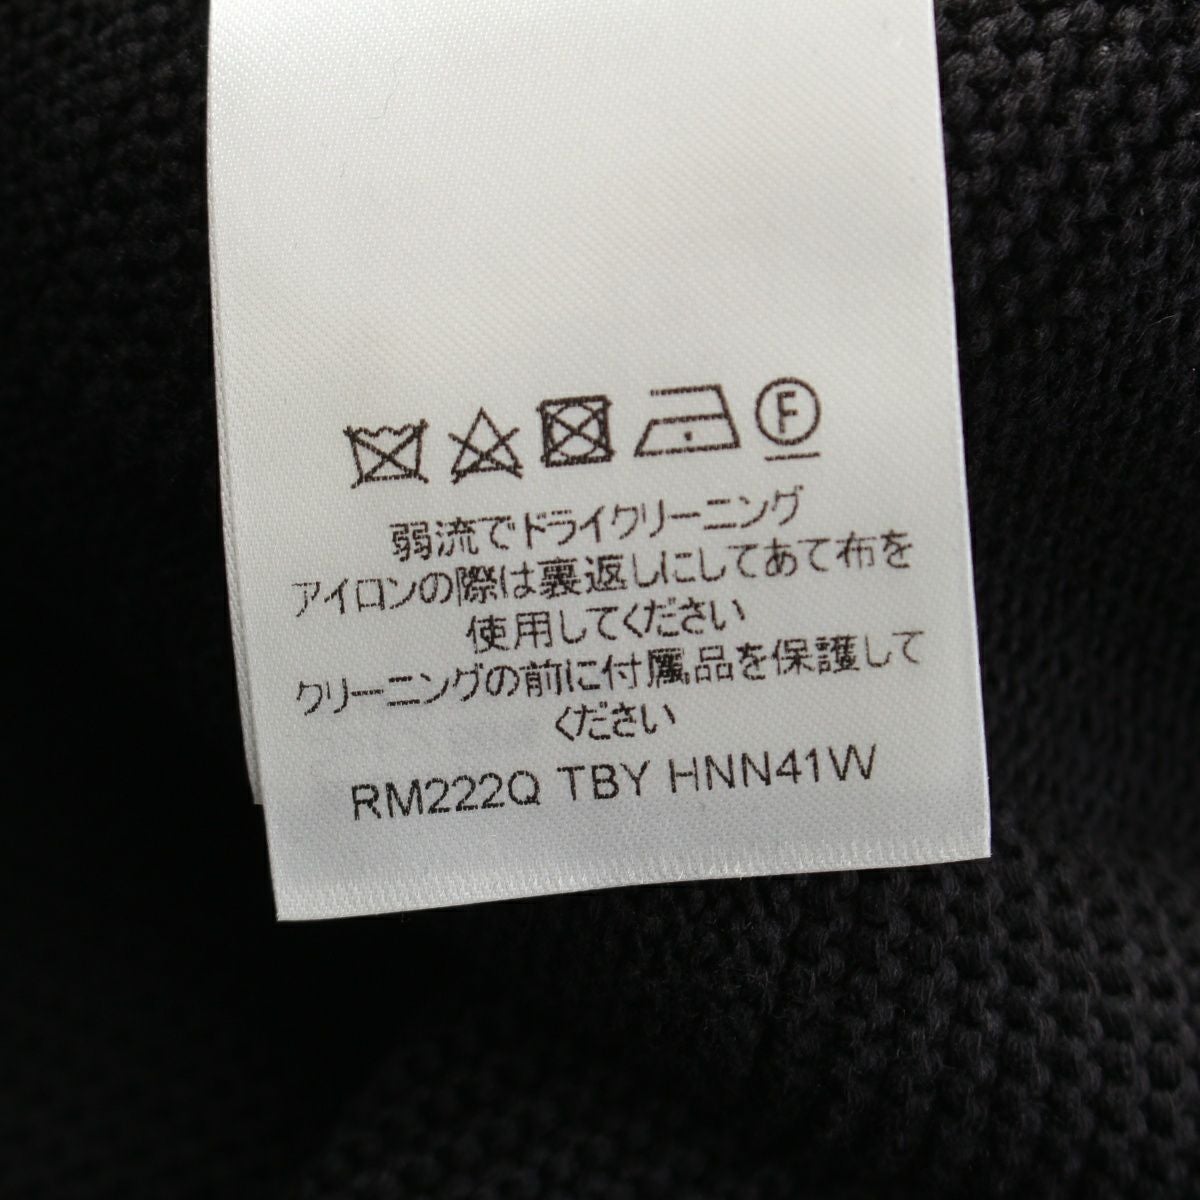 F
弱流でドライクリーニング
アイロンの際は裏返しにしてあて布を
使用してください
クリーニングの前に付属品を保護して
ください
RM222Q TBY HNN41W